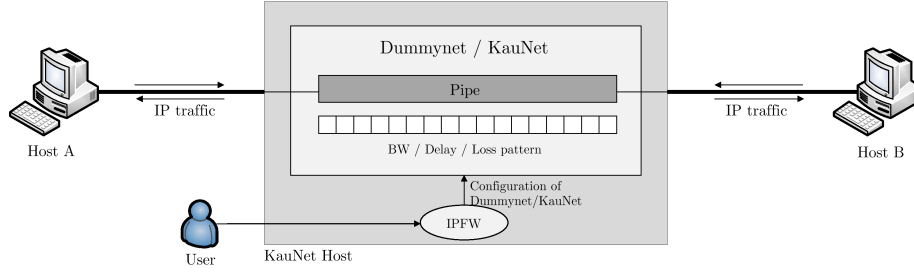 Dummynet / KauNet
Pipe
IP traffic
IP traffic
Host A
BW / Delay / Loss pattern
Host B
Configuration of
Dummynet/KauNet
IPFW
User
KauNet Host